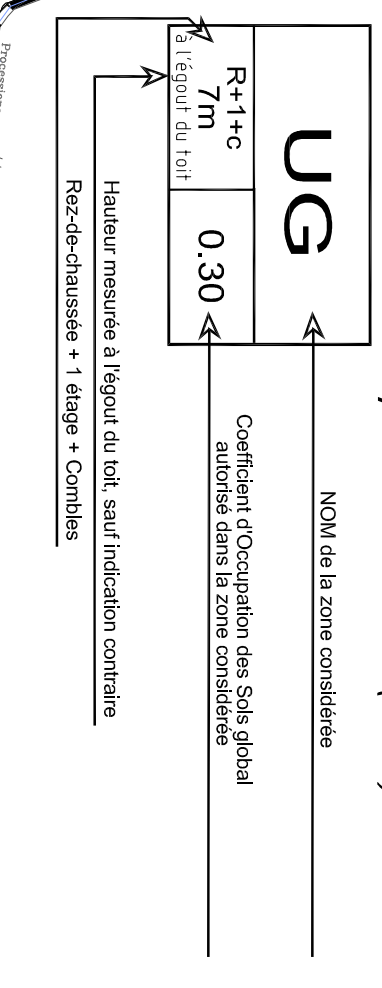 UG
NOM de la zone considérée
R+1+c
7m
à l'égout du toit
0.30
Coefficient d'Occupation des Sols global
autorisé dans la zone considérée
Hauteur mesurée à l'égout du toit, sauf indication contraire
Rez-de-chaussée + 1 étage + Combles